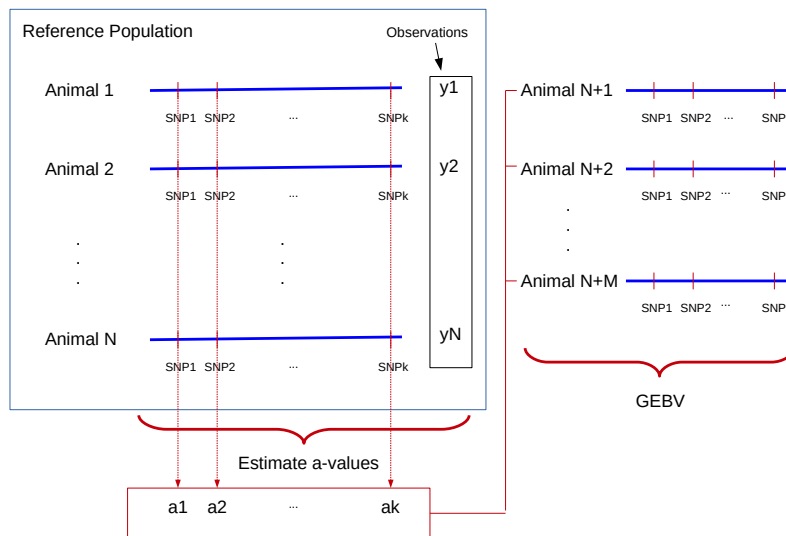 Reference Population
Observations
Animal 1
y1
SNP1 SNP2 ... SNPk
Animal 2
y2
SNP1 SNP2 ... SNPk
. .
. .
. .
Animal N
yN
SNP1 SNP2 ... SNPk
Estimate a-values
a1 a2 ... ak
Animal N+1
SNP1 SNP2 ... SNP
Animal N+2
SNP1 SNP2 ... SNP
.
.
.
Animal N+M
SNP1 SNP2 ... SNP
GEBV